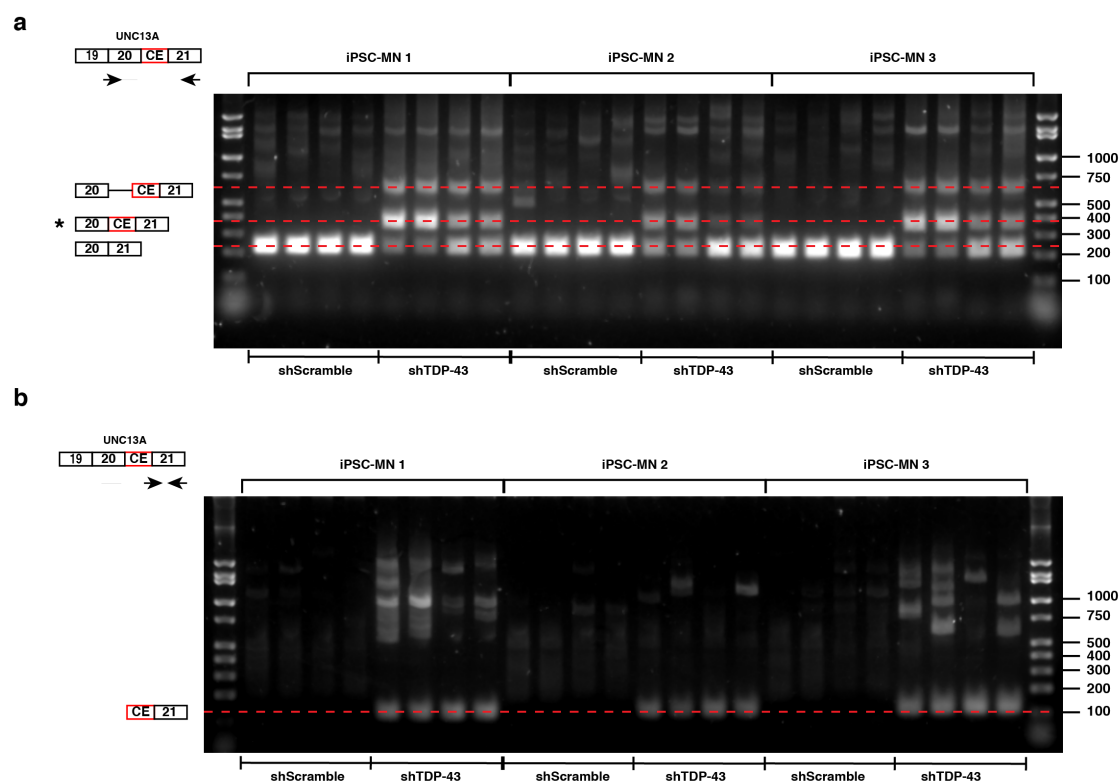 a
UNC13A
19 20 CE 21
iPSC-MN 1 iPSC-MN 2 iPSC-MN 3
1000
750
20 CE 21
500
400
* 20 CE 21
300
20 21
200
100
shScramble shTDP-43 shScramble shTDP-43 shScramble shTDP-43
b
UNC13A
19 20 CE 21
iPSC-MN 1 iPSC-MN 2 iPSC-MN 3
1000
750
500
400
300
200
CE 21
100
shScramble shTDP-43 shScramble shTDP-43 shScramble shTDP-43